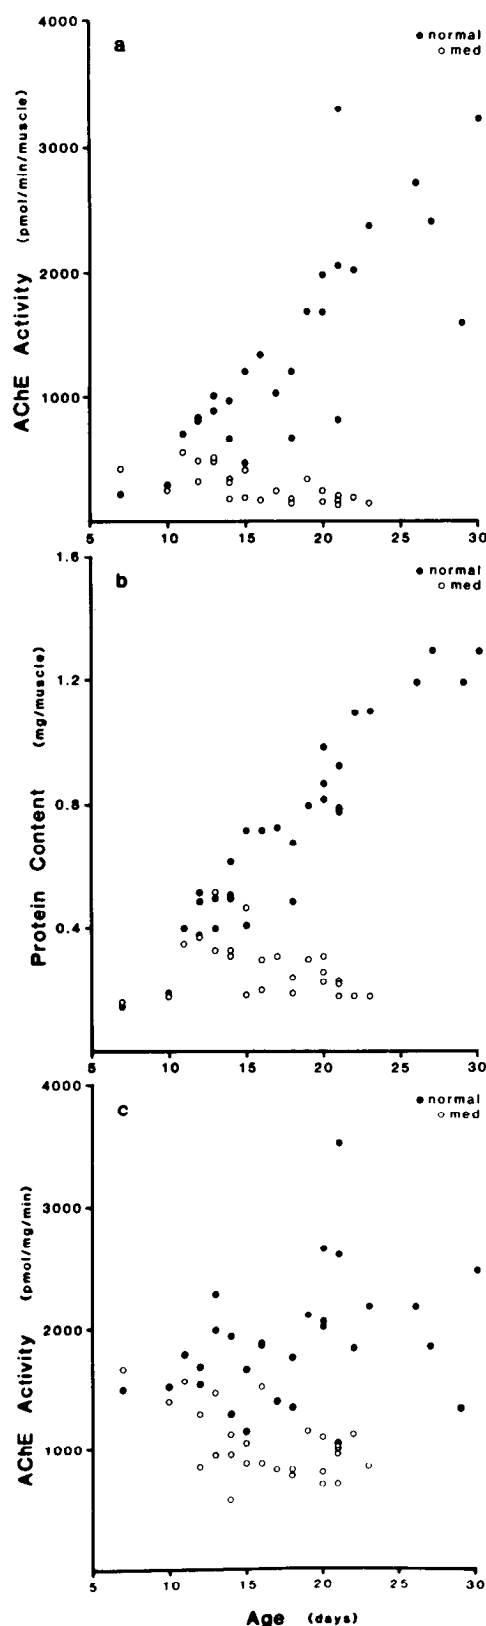 a
normal
med
4000
3000
2000
1000
AChE Activity (pmol/min/muscle)
5 10 15 20 25 30
b
normal
med
1.6
1.2
0.8
0.4
Protein Content (mg/muscle)
5 10 15 20 25 30
c
normal
med
4000
3000
2000
1000
AChE Activity (pmol/mg/min)
5 10 15 20 25 30
Age (days)